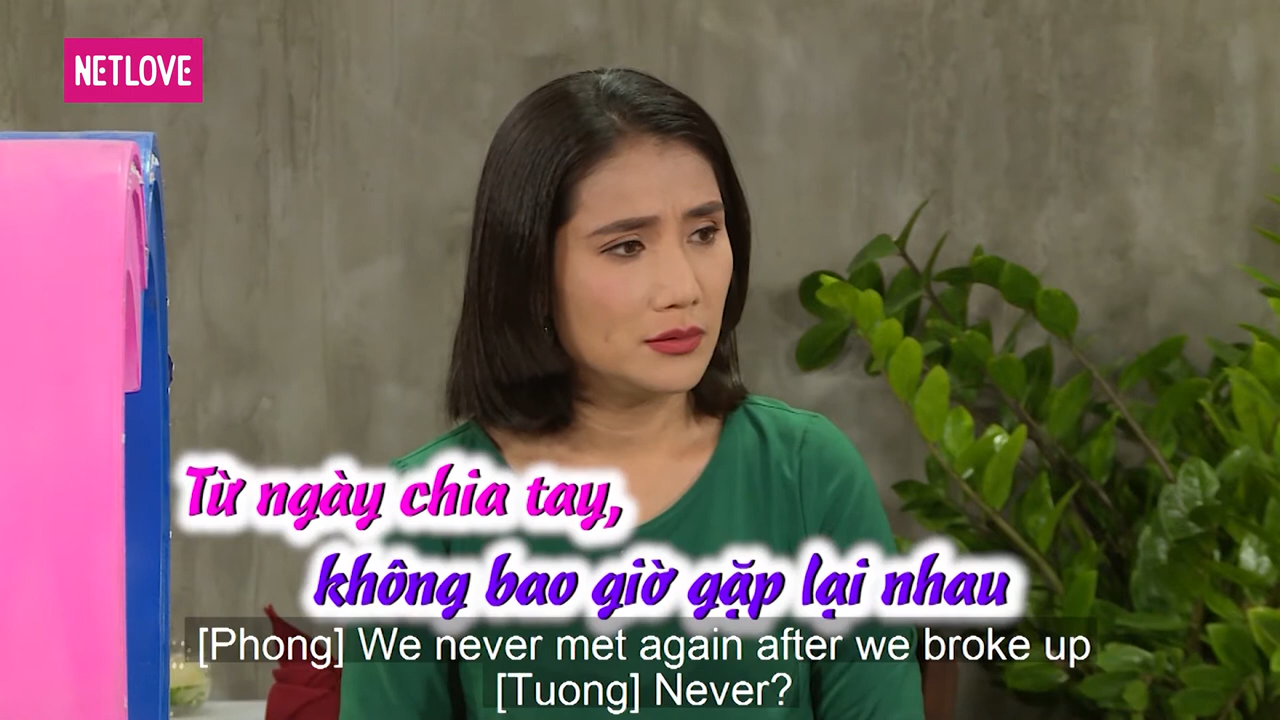 NETLOVE
Từ ngày chia tay,
không bao giờ gặp lại nhau
[Phong] We never met again after we broke up
[Tuong] Never?